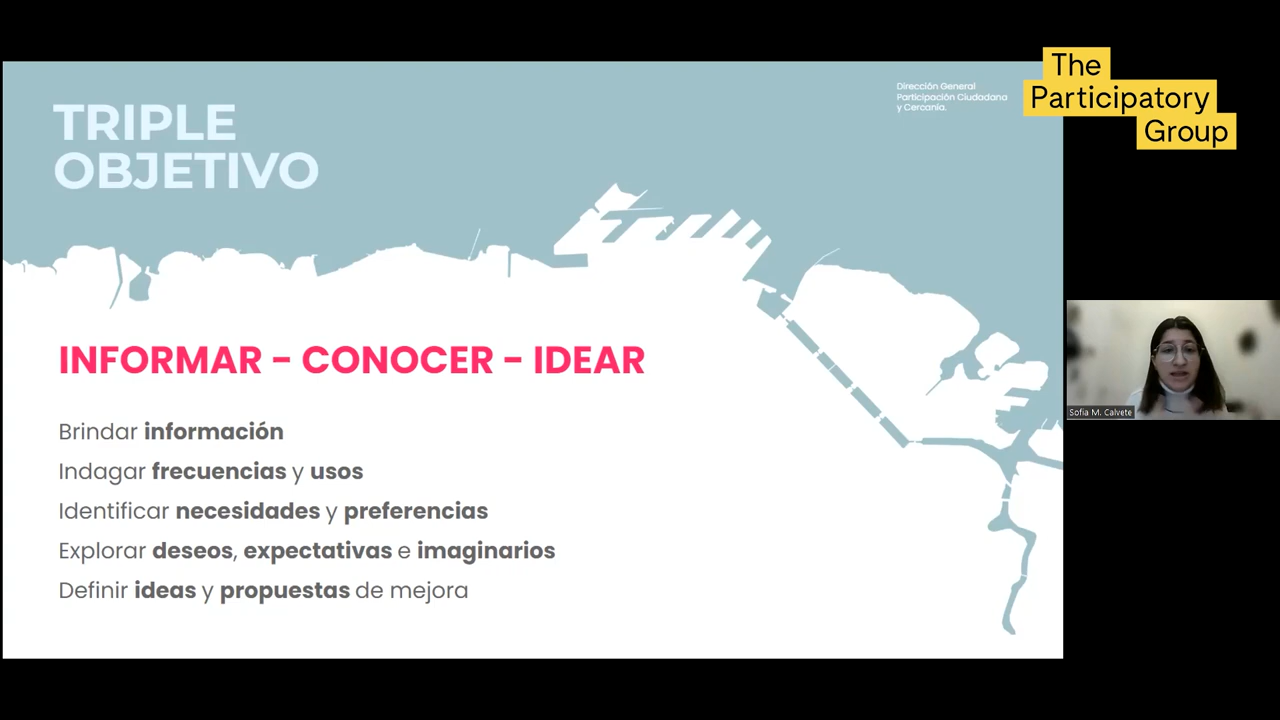 TRIPLE
OBJETIVO
Dirección General
Participación Ciudadana
y Cercanía.
The
Participatory
Group
INFORMAR - CONOCER - IDEAR
Brindar información
Indagar frecuencias y usos
Identificar necesidades y preferencias
Explorar deseos, expectativas e imaginarios
Definir ideas y propuestas de mejora
Sofia M. Calvete